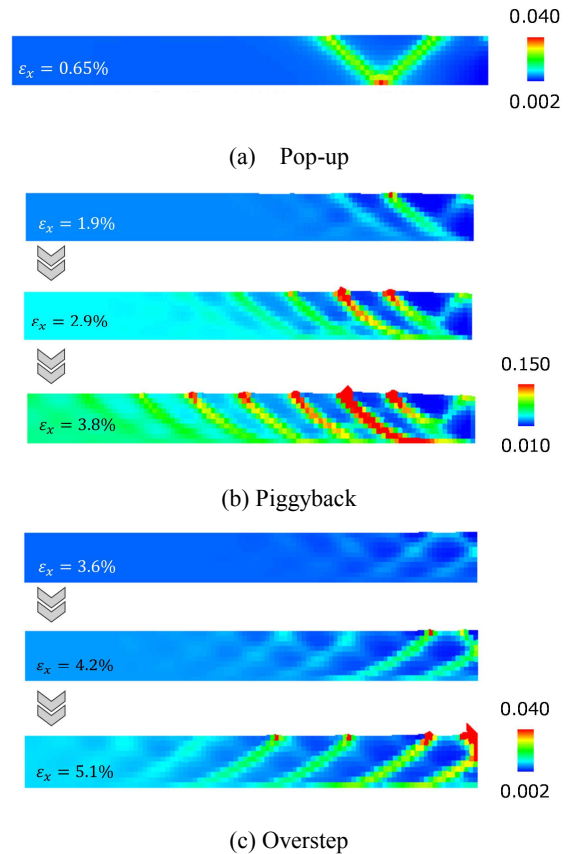 0.040
εₓ = 0.65%
0.002
(a) Pop-up
εₓ = 1.9%
εₓ = 2.9%
0.150
εₓ = 3.8%
0.010
(b) Piggyback
εₓ = 3.6%
εₓ = 4.2%
0.040
εₓ = 5.1%
0.002
(c) Overstep